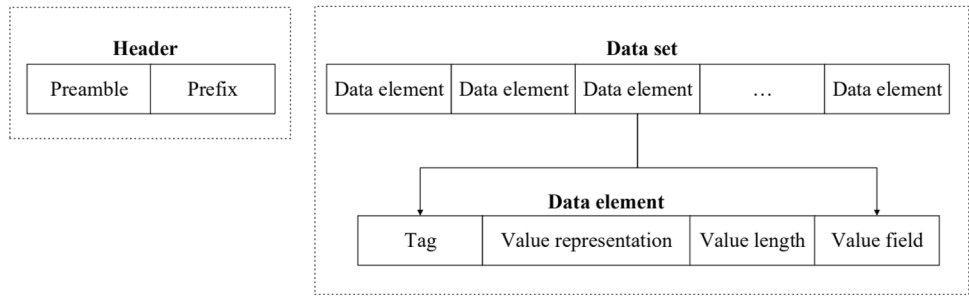 Header
Preamble Prefix
Data set
Data element Data element Data element … Data element
Data element
Tag Value representation Value length Value field